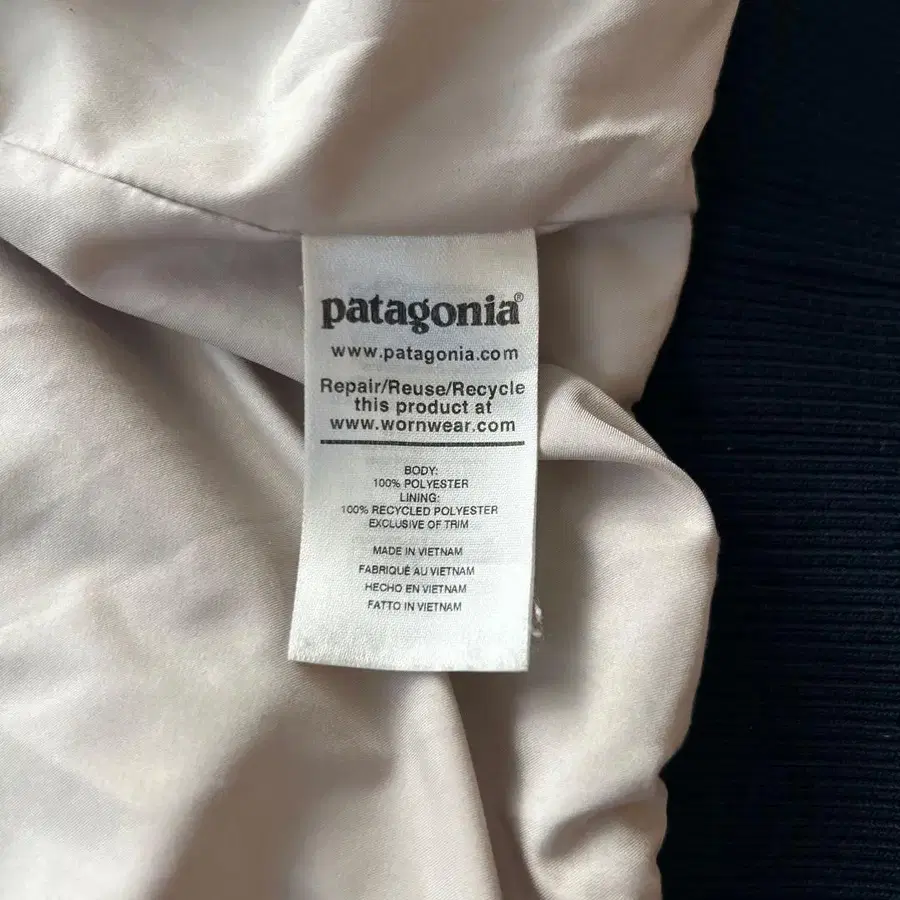 patagonia®
www.patagonia.com
Repair/Reuse/Recycle
this product at
www.wornwear.com
BODY:
100% POLYESTER
LINING:
100% RECYCLED POLYESTER
EXCLUSIVE OF TRIM
MADE IN VIETNAM
FABRIQUÉ AU VIETNAM
HECHO EN VIETNAM
FATTO IN VIETNAM